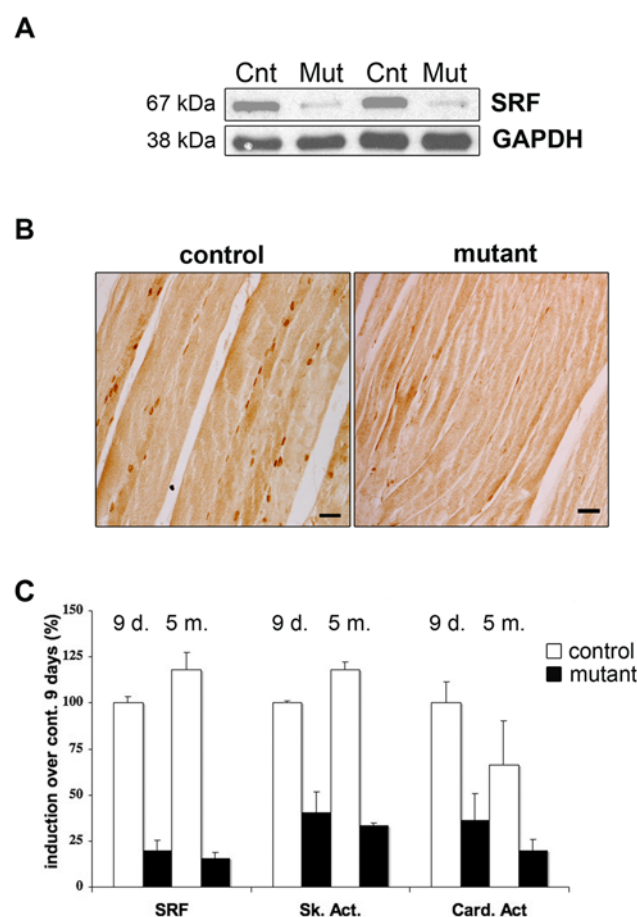 A
Cnt Mut Cnt Mut
67 kDa SRF
38 kDa GAPDH
B
control mutant
C
induction over cont. 9 days (%)
150
125
100
75
50
25
0
9 d. 5 m. 9 d. 5 m. 9 d. 5 m.
control
mutant
SRF Sk. Act. Card. Act